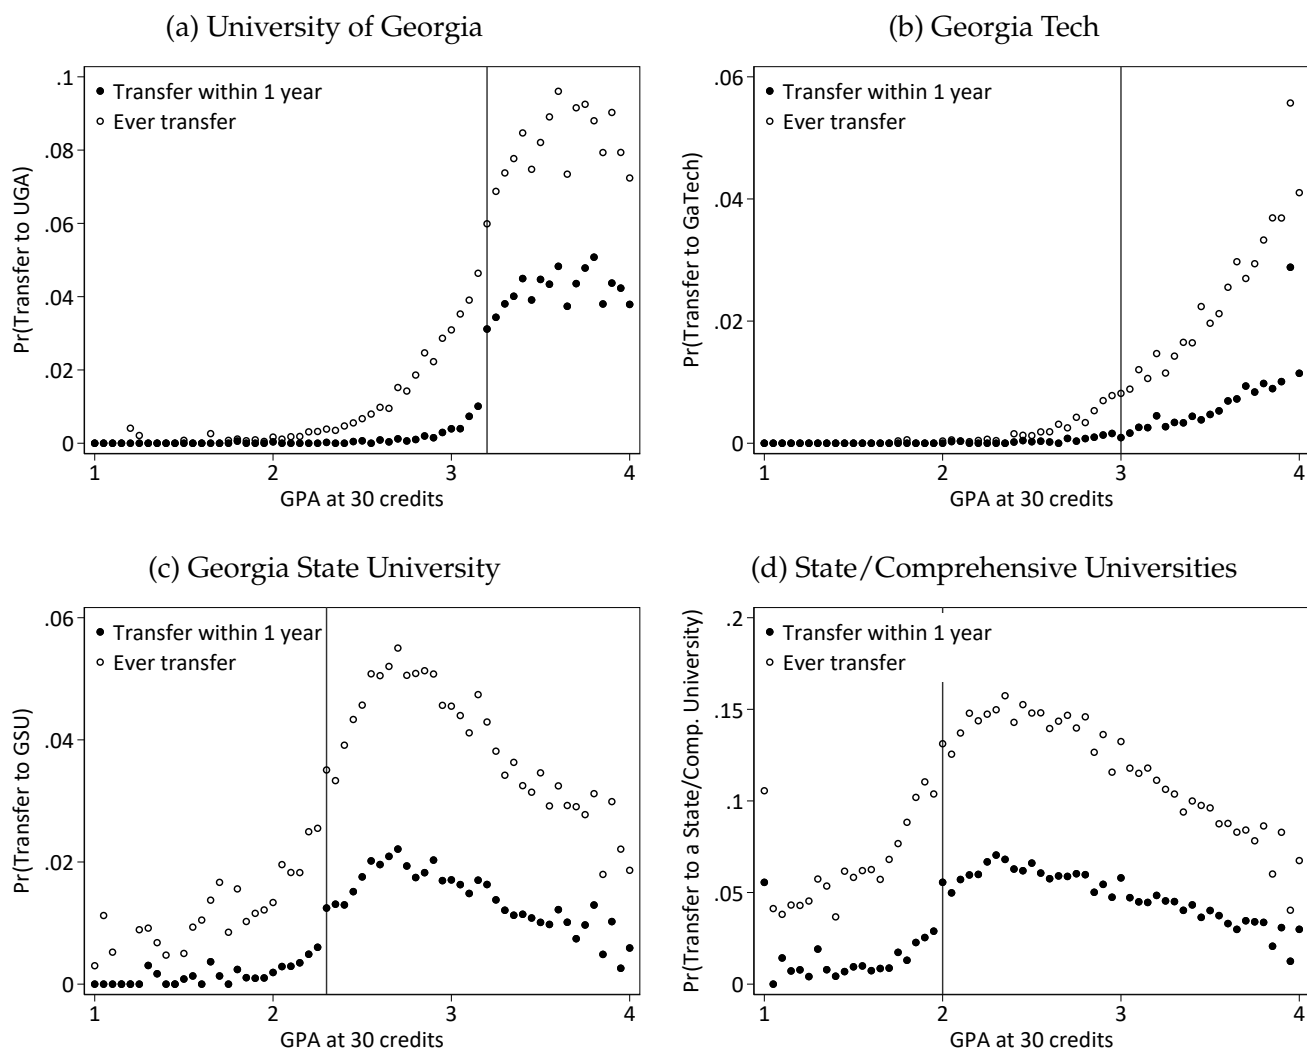 (a) University of Georgia
Transfer within 1 year
Ever transfer
Pr(Transfer to UGA)
.1
.08
.06
.04
.02
0
1
2
3
4
GPA at 30 credits
(b) Georgia Tech
Transfer within 1 year
Ever transfer
Pr(Transfer to GaTech)
.06
.04
.02
0
1
2
3
4
GPA at 30 credits
(c) Georgia State University
Transfer within 1 year
Ever transfer
Pr(Transfer to GSU)
.06
.04
.02
0
1
2
3
4
GPA at 30 credits
(d) State/Comprehensive Universities
Transfer within 1 year
Ever transfer
Pr(Transfer to a State/Comp. University)
.2
.15
.1
.05
0
1
2
3
4
GPA at 30 credits